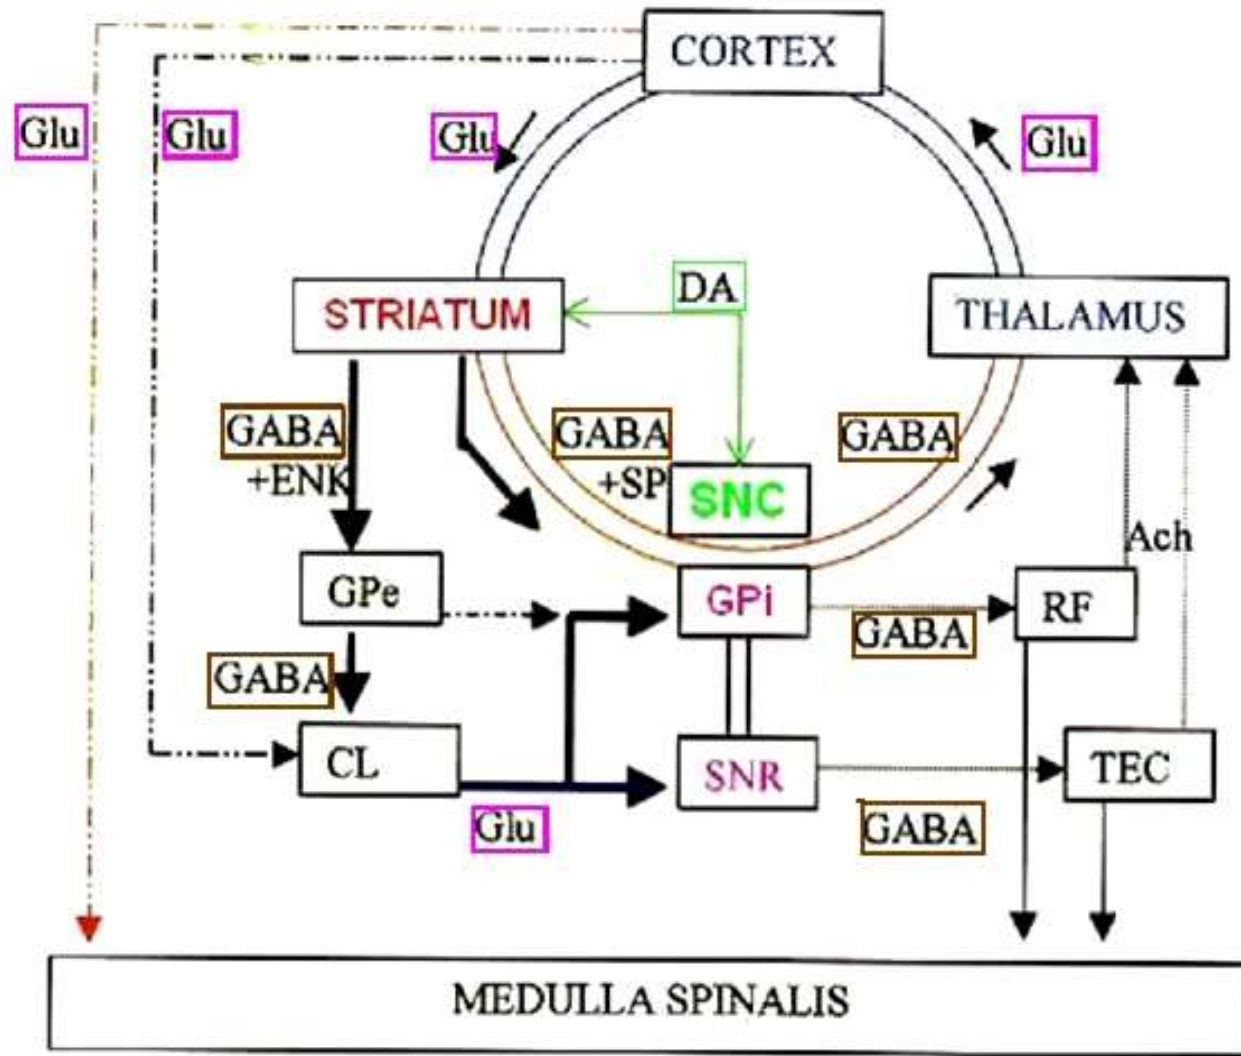 CORTEX
Glu
Glu
Glu
Glu
DA
STRIATUM
THALAMUS
GABA
+ENK
GABA
+SP
GABA
SNC
Ach
GPe
GPi
RF
GABA
GABA
CL
SNR
TEC
Glu
GABA
MEDULLA SPINALIS